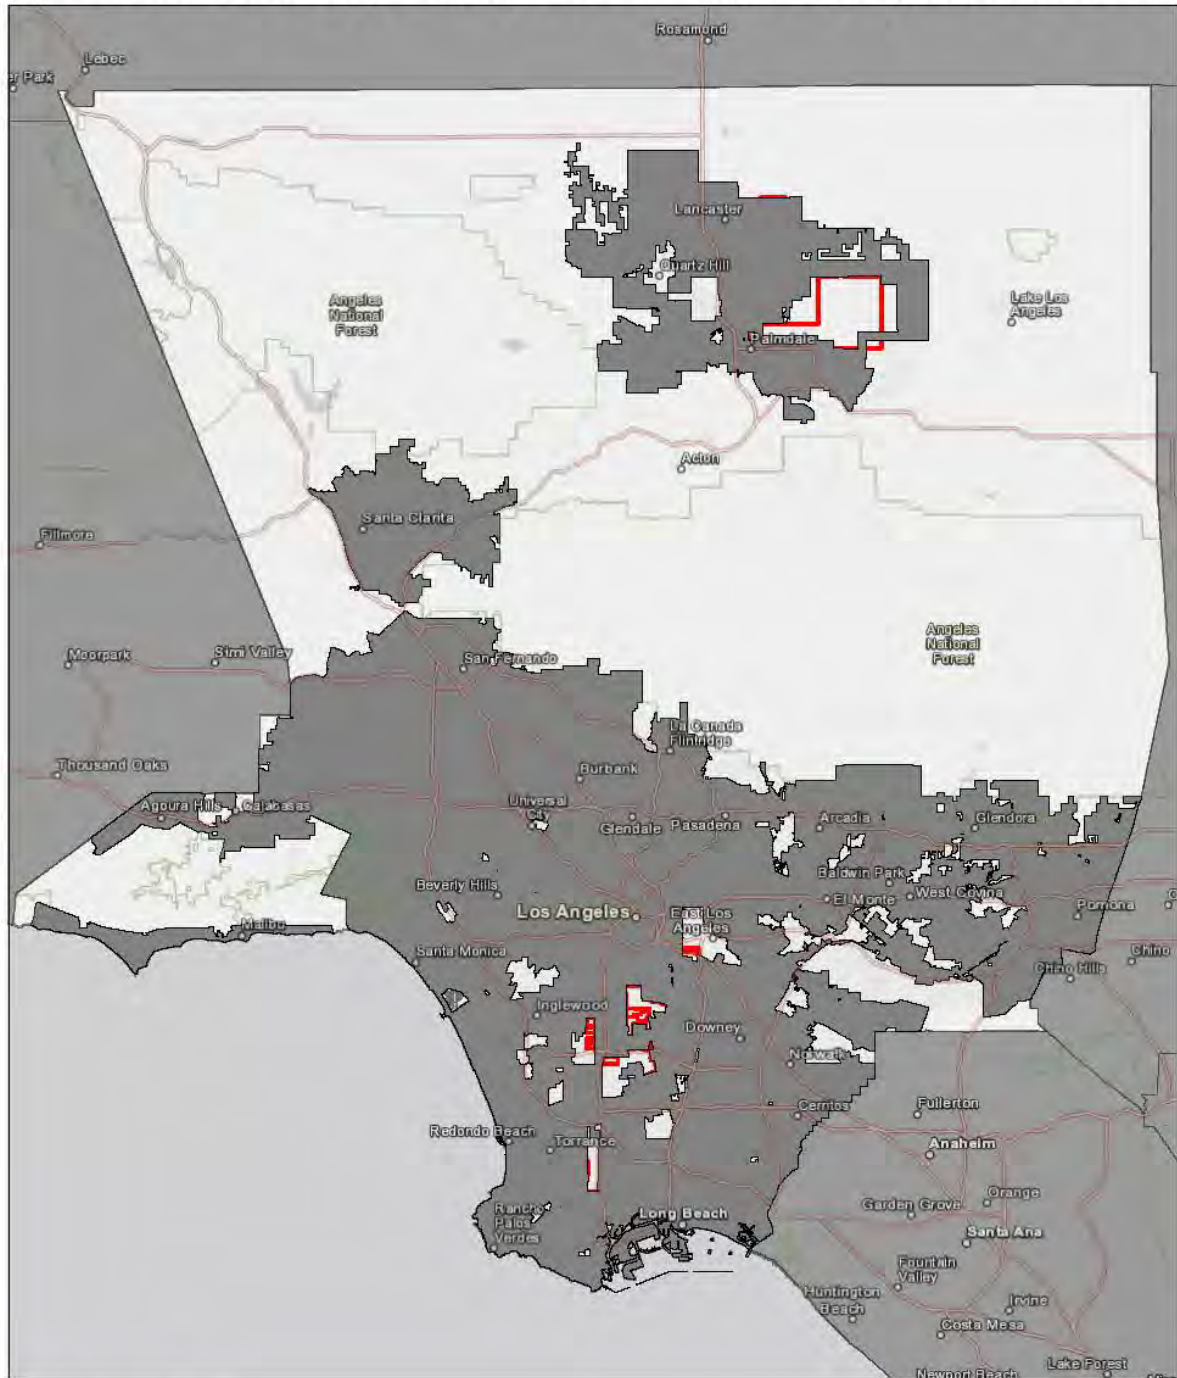 Rosamond
Lebec
er Park
Lancaster
Quartz Hill
Angeles
National
Forest
Lake Los
Angeles
Palmdale
Acton
Santa Clarita
Fillmore
Angeles
National
Forest
Simi Valley
Moorpark
San Fernando
La Canada
Flintridge
Thousand Oaks
Burbank
Agoura Hills
Calabasas
Universal
City
Glendale
Pasadena
Arcadia
Glendora
Baldwin Park
Beverly Hills
El Monte
West Covina
Los Angeles
East Los
Angeles
Pomona
Malibu
Santa Monica
Chino
Chino Hills
Inglewood
Downey
Norwalk
Cerritos
Fullerton
Redondo Beach
Torrance
Anaheim
Rancho
Palos
Verdes
Long Beach
Garden Grove
Orange
Santa Ana
Fountain
Valley
Huntington
Beach
Irvine
Costa Mesa
Lake Forest
Newport Beach